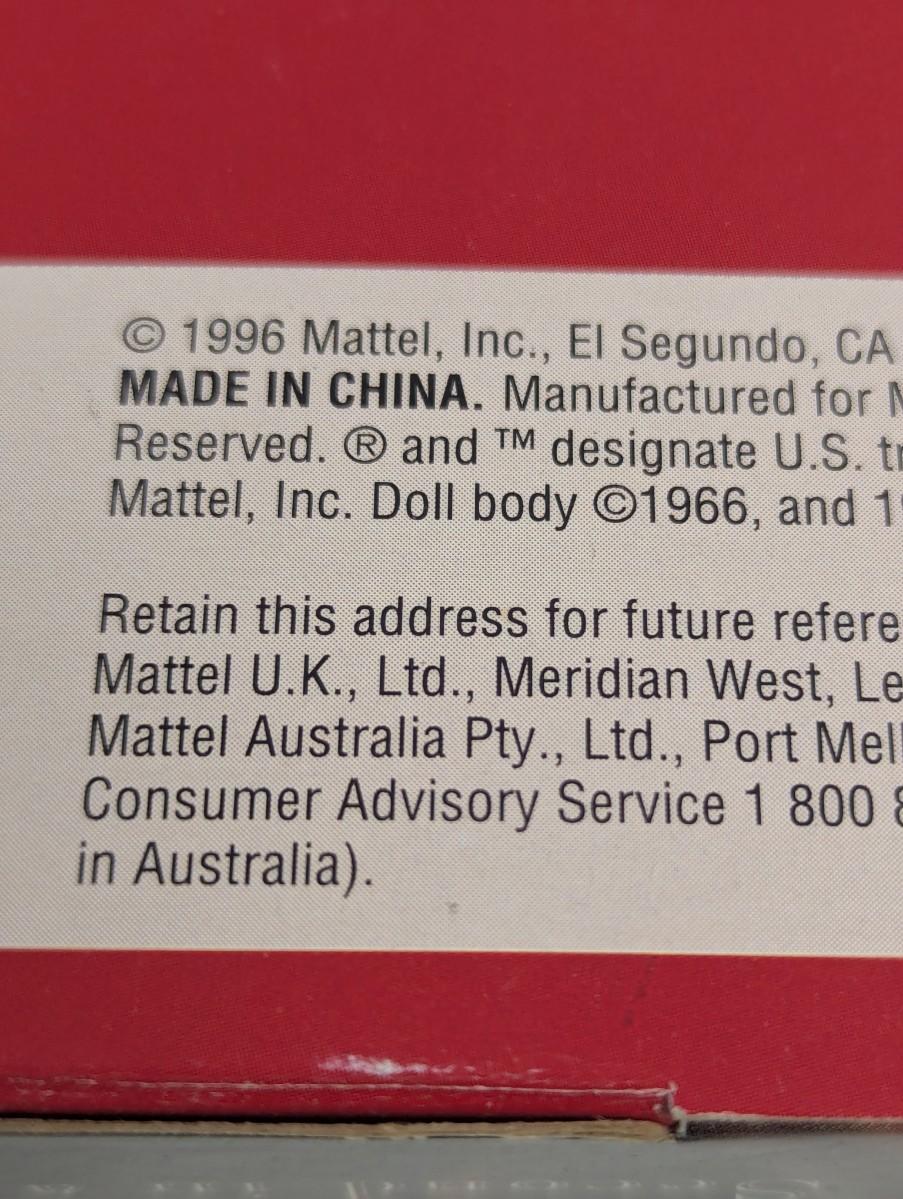 © 1996 Mattel, Inc., El Segundo, CA
MADE IN CHINA. Manufactured for
Reserved. ® and ™ designate U.S.
Mattel, Inc. Doll body ©1966, and
Retain this address for future
Mattel U.K., Ltd., Meridian West,
Mattel Australia Pty., Ltd., Port
Consumer Advisory Service 1 800
in Australia).